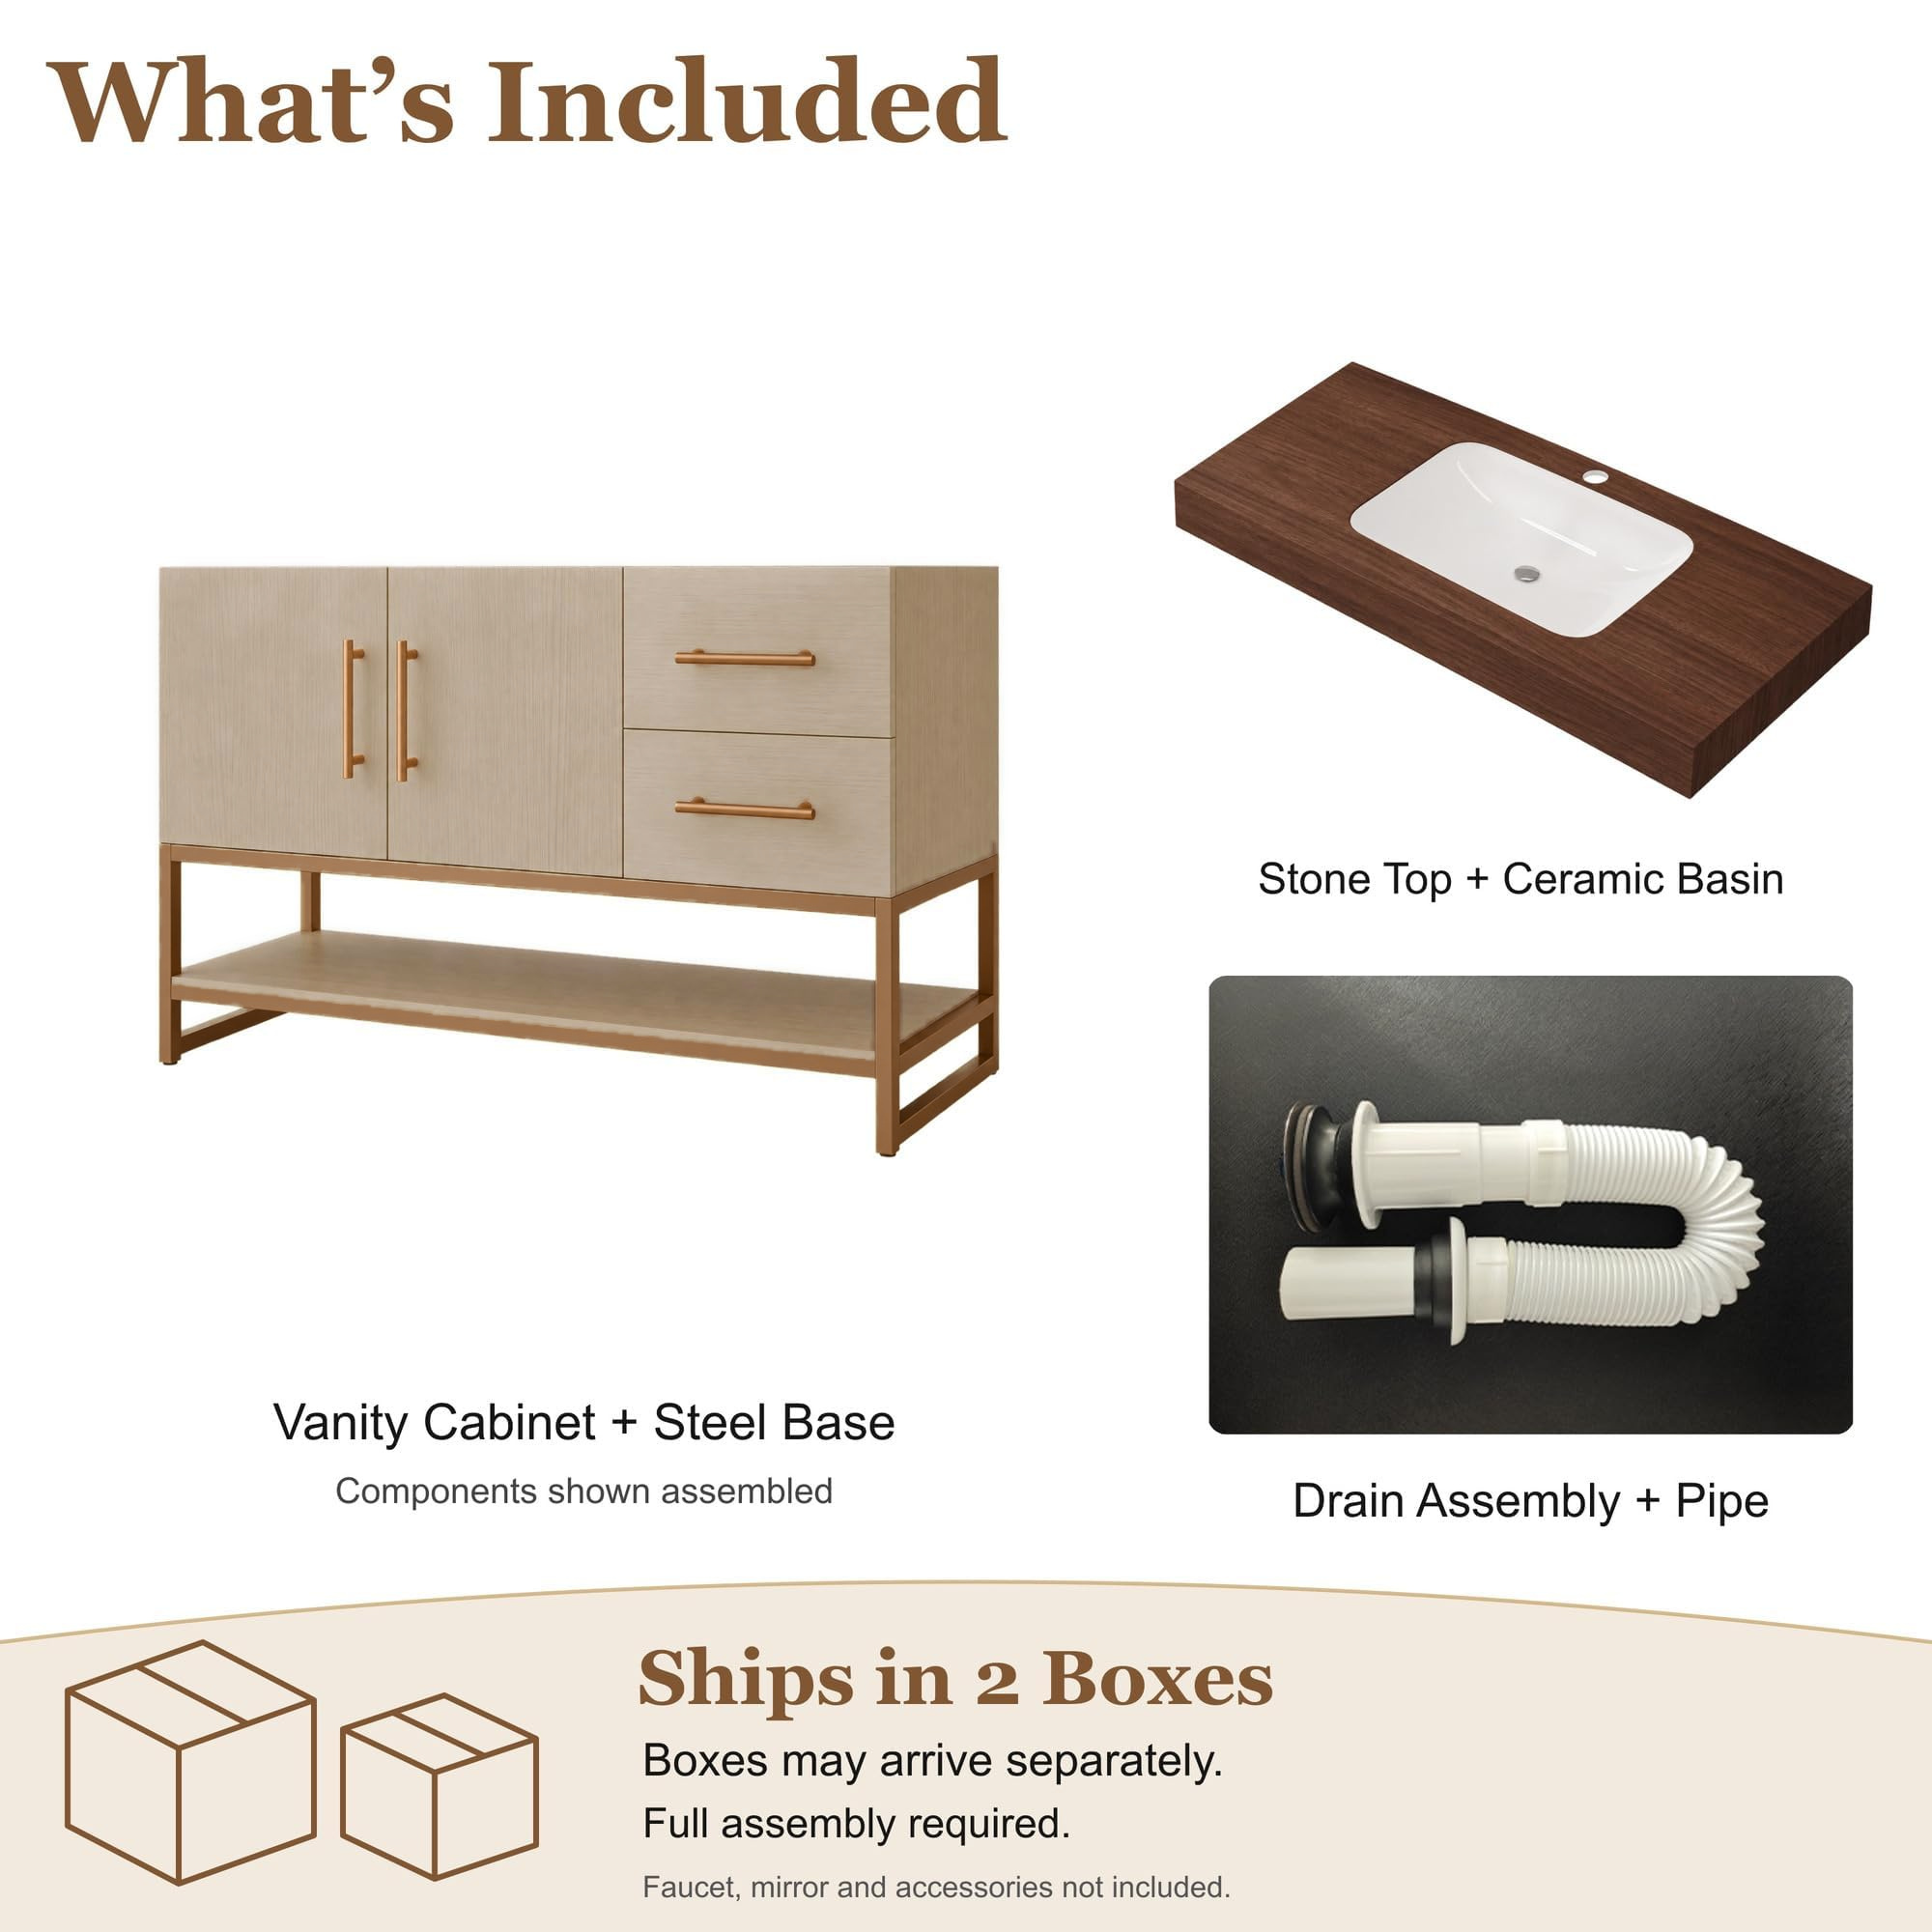 What’s Included
Stone Top + Ceramic Basin
Vanity Cabinet + Steel Base
Components shown assembled
Drain Assembly + Pipe
Ships in 2 Boxes
Boxes may arrive separately.
Full assembly required.
Faucet, mirror and accessories not included.